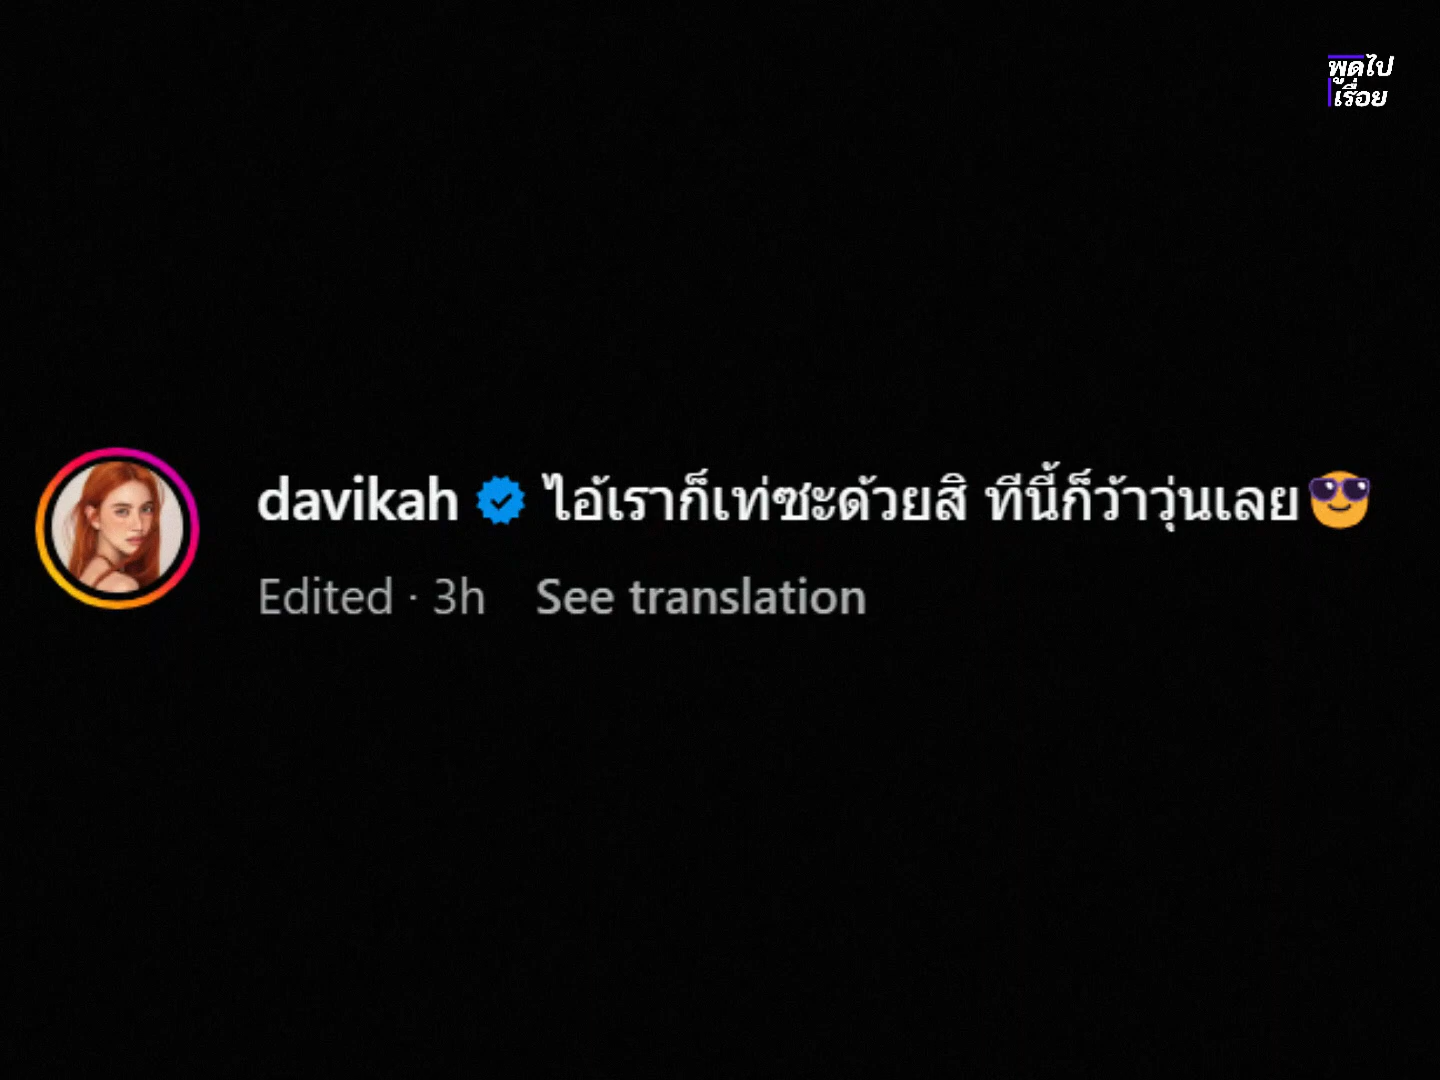 พูดไป
เรื่อย
davikah ไอ้เราก็เท่ซะด้วยสิ ทีนี้ก็ว้าวุ่นเลย😎
Edited · 3h See translation